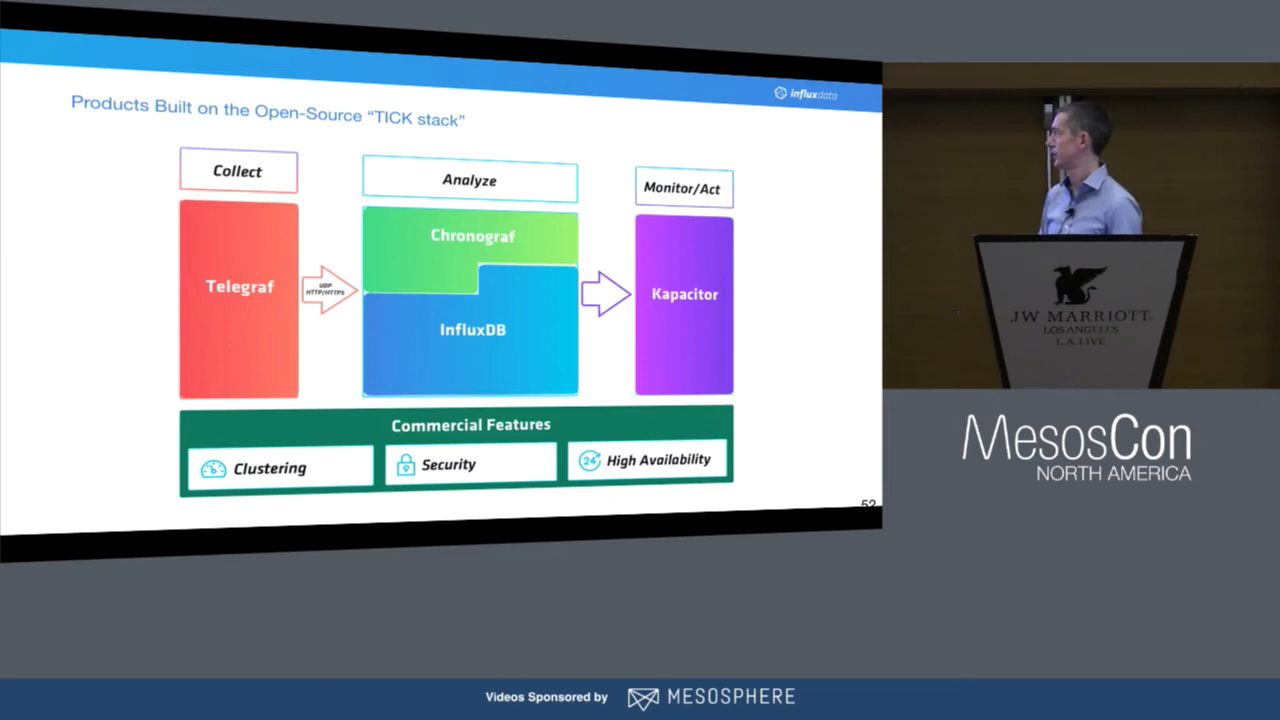 influxdata
Products Built on the Open-Source “TICK stack”
Collect
Analyze
Monitor/Act
Telegraf
UDP
HTTP/HTTPS
Chronograf
InfluxDB
Kapacitor
Commercial Features
Clustering
Security
24
High Availability
52
JW MARRIOTT
LOS ANGELES
L.A. LIVE
MesosCon
NORTH AMERICA
Videos Sponsored by
MESOSPHERE